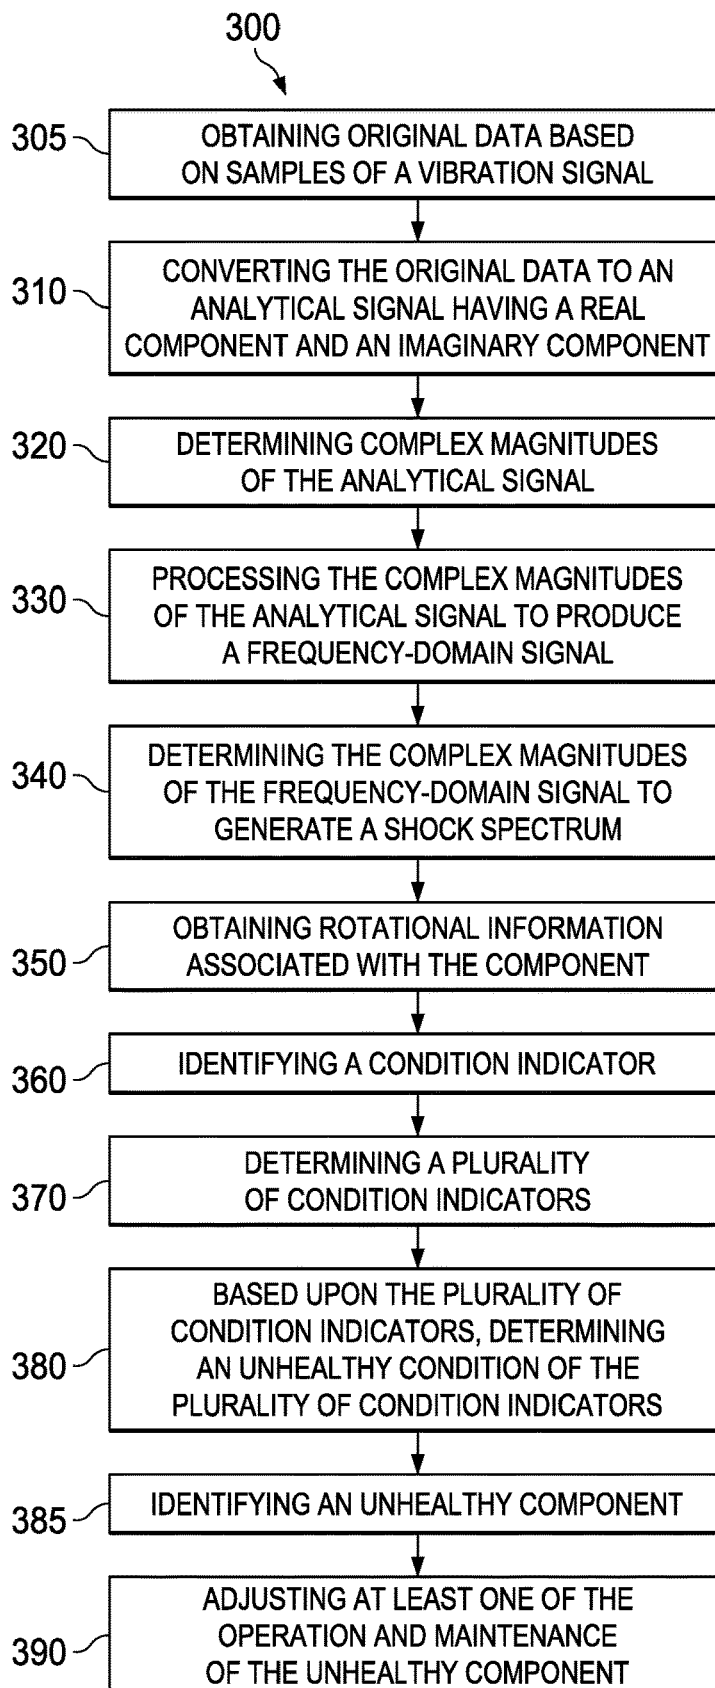 300
305
OBTAINING ORIGINAL DATA BASED
ON SAMPLES OF A VIBRATION SIGNAL
310
CONVERTING THE ORIGINAL DATA TO AN
ANALYTICAL SIGNAL HAVING A REAL
COMPONENT AND AN IMAGINARY COMPONENT
320
DETERMINING COMPLEX MAGNITUDES
OF THE ANALYTICAL SIGNAL
330
PROCESSING THE COMPLEX MAGNITUDES
OF THE ANALYTICAL SIGNAL TO PRODUCE
A FREQUENCY-DOMAIN SIGNAL
340
DETERMINING THE COMPLEX MAGNITUDES
OF THE FREQUENCY-DOMAIN SIGNAL TO
GENERATE A SHOCK SPECTRUM
350
OBTAINING ROTATIONAL INFORMATION
ASSOCIATED WITH THE COMPONENT
360
IDENTIFYING A CONDITION INDICATOR
370
DETERMINING A PLURALITY
OF CONDITION INDICATORS
380
BASED UPON THE PLURALITY OF
CONDITION INDICATORS, DETERMINING
AN UNHEALTHY CONDITION OF THE
PLURALITY OF CONDITION INDICATORS
385
IDENTIFYING AN UNHEALTHY COMPONENT
390
ADJUSTING AT LEAST ONE OF THE
OPERATION AND MAINTENANCE
OF THE UNHEALTHY COMPONENT